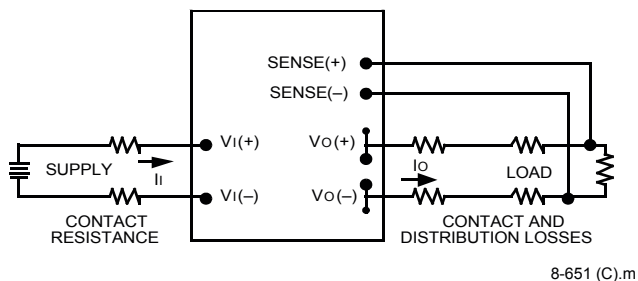 SENSE(+)
SENSE(–)
VI(+)
VO(+)
SUPPLY
II
IO
LOAD
VI(–)
VO(–)
CONTACT
RESISTANCE
CONTACT AND
DISTRIBUTION LOSSES
8-651 (C).m